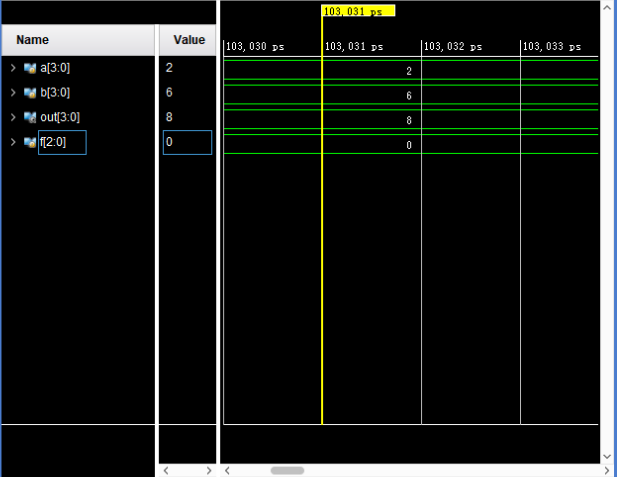 103,031 ps
Name Value
103,030 ps 103,031 ps 103,032 ps 103,033 ps
a[3:0] 2 2
b[3:0] 6 6
out[3:0] 8 8
f[2:0] 0 0